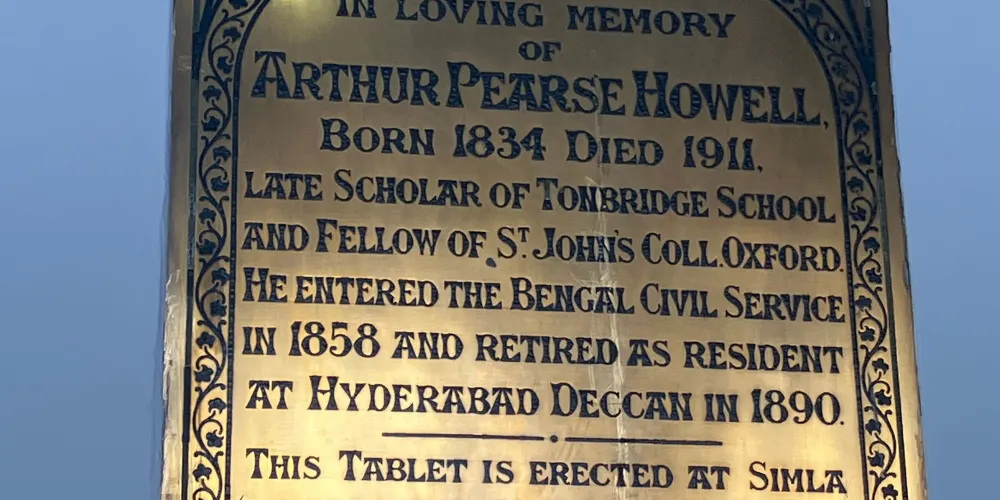 IN LOVING MEMORY
OF
ARTHUR PEARSE HOWELL,
BORN 1834 DIED 1911.
LATE SCHOLAR OF TONBRIDGE SCHOOL
AND FELLOW OF ST JOHN'S COLL. OXFORD.
HE ENTERED THE BENGAL CIVIL SERVICE
IN 1858 AND RETIRED AS RESIDENT
AT HYDERABAD DECCAN IN 1890.
THIS TABLET IS ERECTED AT SIMLA